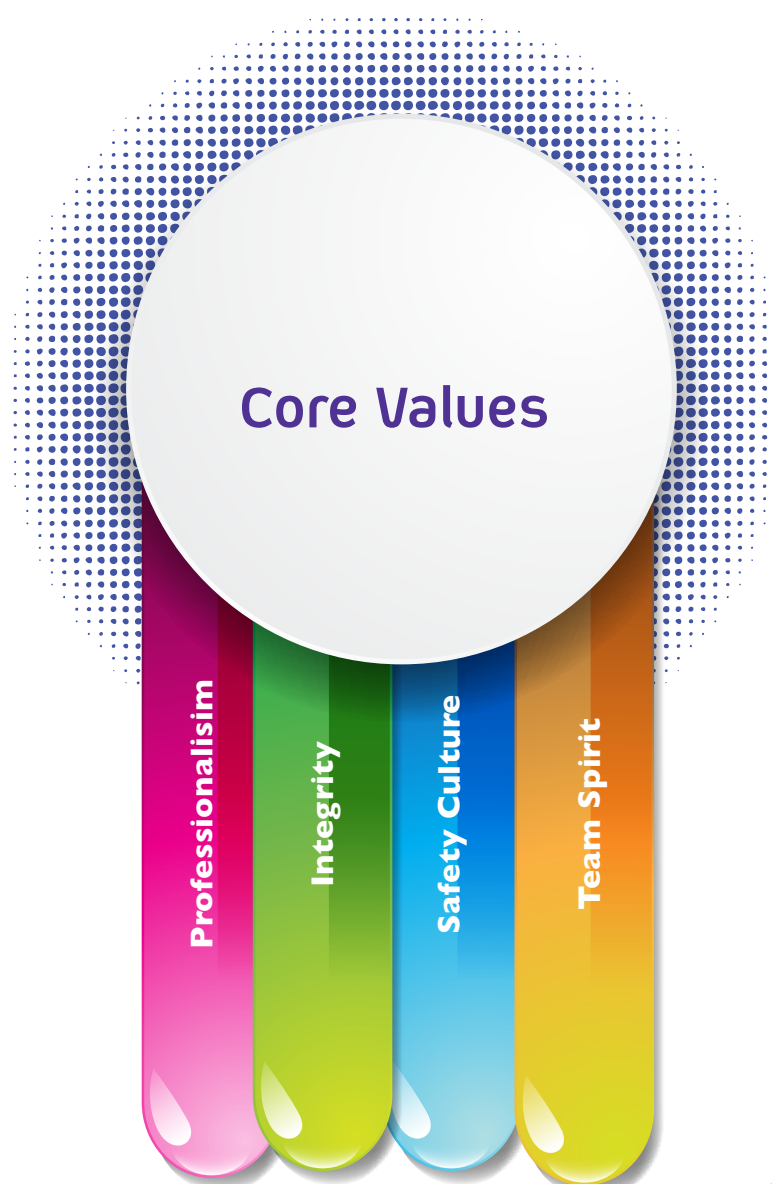 Core Values
Professionalisim
Integrity
Safety Culture
Team Spirit